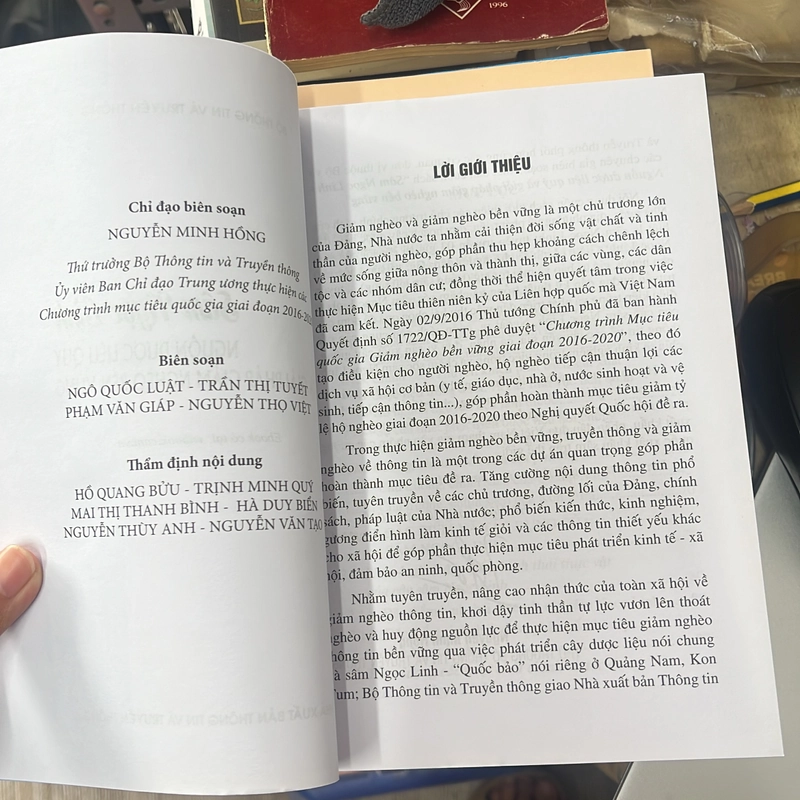 1996
Chỉ đạo biên soạn
NGUYỄN MINH HỒNG
Thứ trưởng Bộ Thông tin và Truyền thông
Ủy viên Ban Chỉ đạo Trung ương thực hiện các
Chương trình mục tiêu quốc gia giai đoạn 2016-20
Biên soạn
NGÔ QUỐC LUẬT - TRẦN THỊ TUYẾT
PHẠM VĂN GIÁP - NGUYỄN THỌ VIỆT
Thẩm định nội dung
HỒ QUANG BỬU - TRỊNH MINH QUÝ
MAI THỊ THANH BÌNH - HÀ DUY BIÊN
NGUYỄN THÙY ANH - NGUYỄN VĂN TẠO
LỜI GIỚI THIỆU
Giảm nghèo và giảm nghèo bền vững là một chủ trương lớn
của Đảng, Nhà nước ta nhằm cải thiện đời sống vật chất và tinh
thần của người nghèo, góp phần thu hẹp khoảng cách chênh lệch
về mức sống giữa nông thôn và thành thị, giữa các vùng, các dân
tộc và các nhóm dân cư; đồng thời thể hiện quyết tâm trong việc
thực hiện Mục tiêu thiên niên kỷ của Liên hợp quốc mà Việt Nam
đã cam kết. Ngày 02/9/2016 Thủ tướng Chính phủ đã ban hành
Quyết định số 1722/QĐ-TTg phê duyệt “Chương trình Mục tiêu
quốc gia Giảm nghèo bền vững giai đoạn 2016-2020”, theo đó
tạo điều kiện cho người nghèo, hộ nghèo tiếp cận thuận lợi các
dịch vụ xã hội cơ bản (y tế, giáo dục, nhà ở, nước sinh hoạt và vệ
sinh, tiếp cận thông tin...), góp phần hoàn thành mục tiêu giảm tỷ
lệ hộ nghèo giai đoạn 2016-2020 theo Nghị quyết Quốc hội đề ra.
Trong thực hiện giảm nghèo bền vững, truyền thông và giảm
nghèo về thông tin là một trong các dự án quan trọng góp phần
hoàn thành mục tiêu đề ra. Tăng cường nội dung thông tin phổ
biến, tuyên truyền về các chủ trương, đường lối của Đảng, chính
sách, pháp luật của Nhà nước; phổ biến kiến thức, kinh nghiệm,
gương điển hình làm kinh tế giỏi và các thông tin thiết yếu khác
cho xã hội để góp phần thực hiện mục tiêu phát triển kinh tế - xã
hội, đảm bảo an ninh, quốc phòng.
Nhằm tuyên truyền, nâng cao nhận thức của toàn xã hội về
giảm nghèo thông tin, khơi dậy tinh thần tự lực vươn lên thoát
nghèo và huy động nguồn lực để thực hiện mục tiêu giảm nghèo
thông tin bền vững qua việc phát triển cây dược liệu nói chung
và sâm Ngọc Linh - “Quốc bảo” nói riêng ở Quảng Nam, Kon
Tum; Bộ Thông tin và Truyền thông giao Nhà xuất bản Thông tin